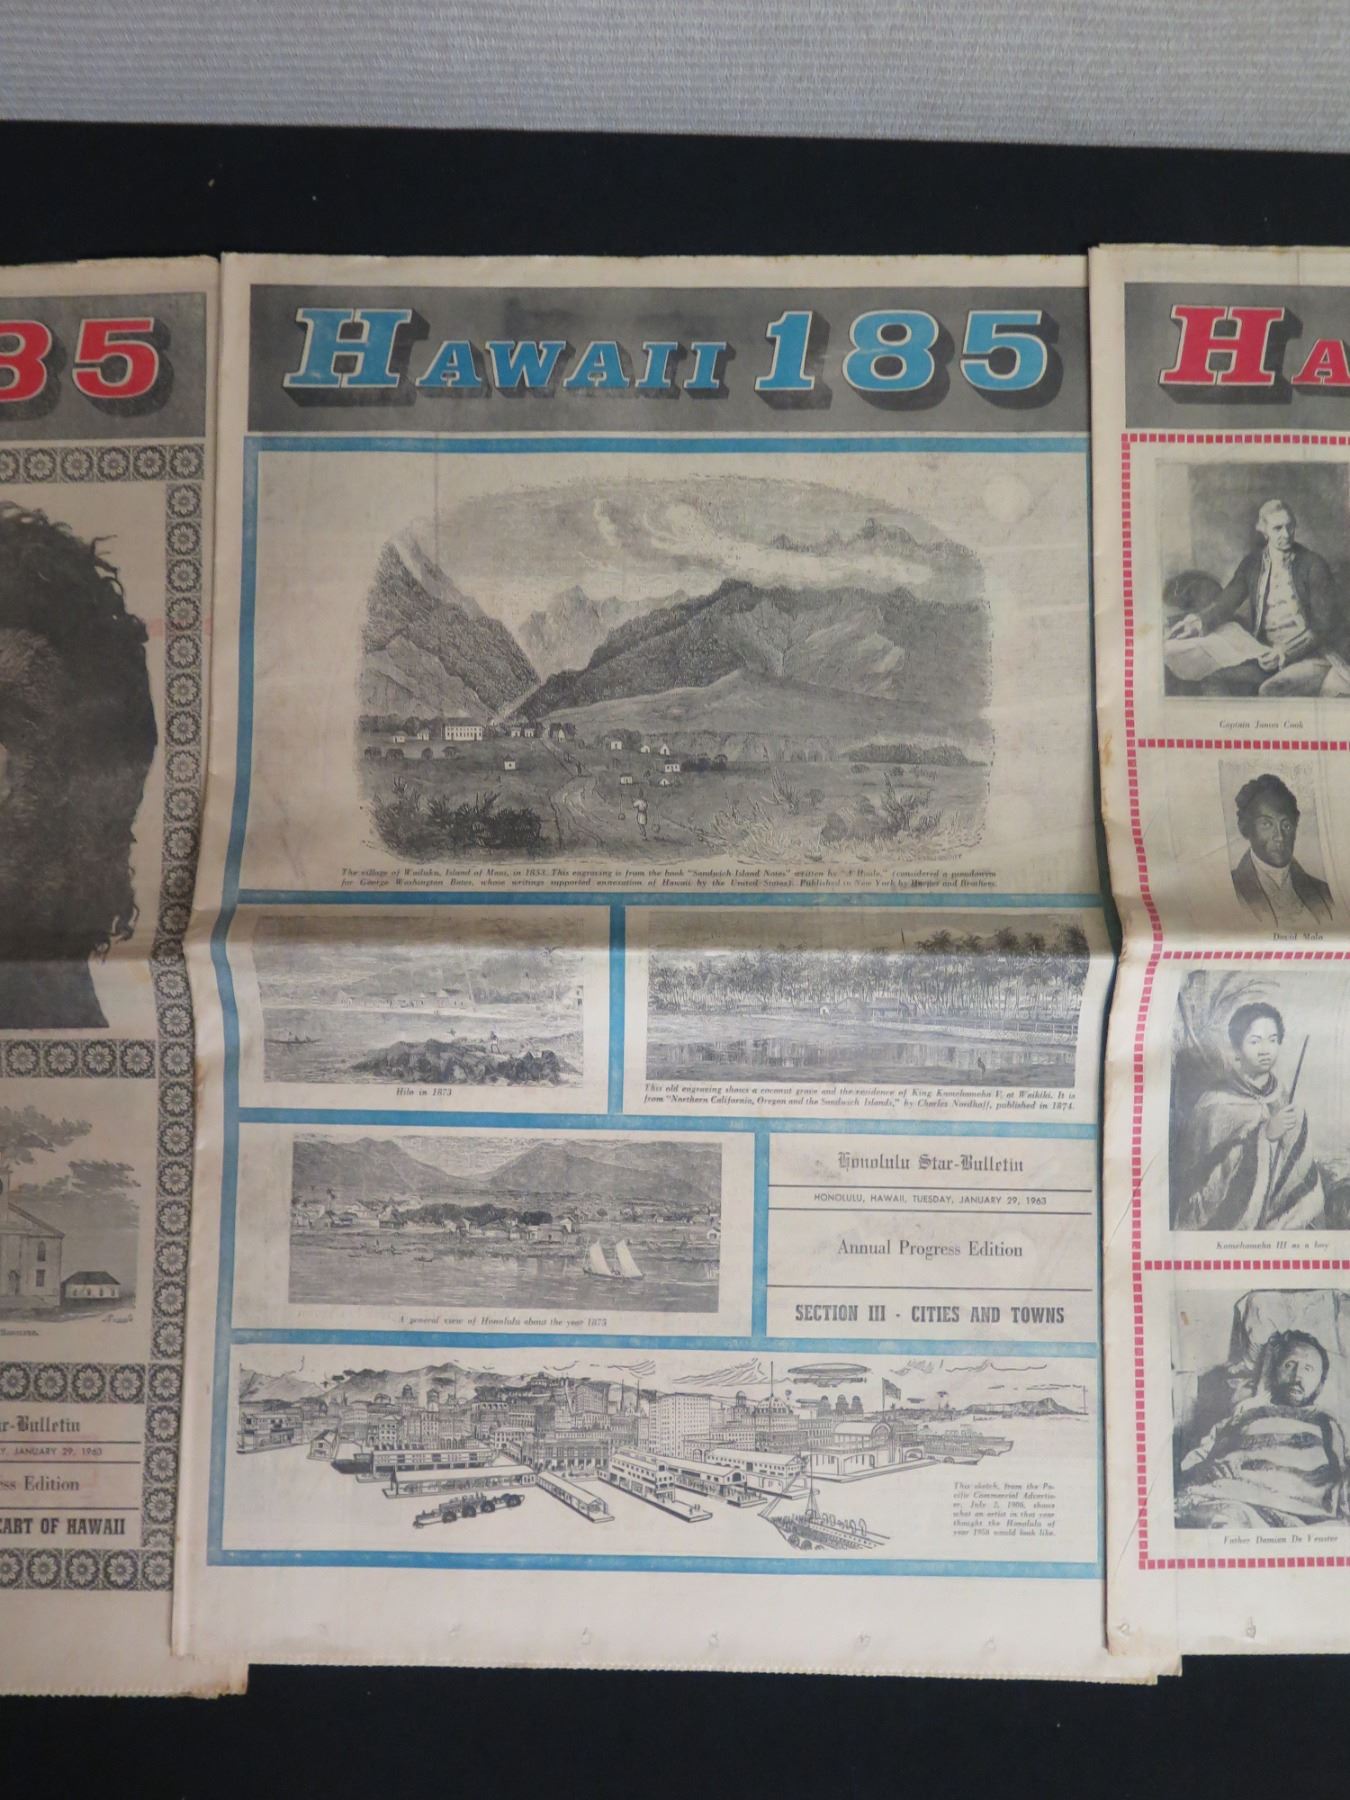 85
HAWAII 185
HA
The village of Wailuku, Island of Maui, in 1853. This engraving is from the book "Sandwich Island Notes" written by "A Haole," (considered a pseudonym
for George Washington Bates, whose writings supported annexation of Hawaii by the United States). Published in New York by Harper and Brothers.
Hilo in 1873
This old engraving shows a coconut grove and the residence of King Kamehameha V, at Waikiki. It is
from "Northern California, Oregon and the Sandwich Islands," by Charles Nordhoff, published in 1874.
A general view of Honolulu about the year 1875
Honolulu Star-Bulletin
HONOLULU, HAWAII, TUESDAY, JANUARY 29, 1963
Annual Progress Edition
SECTION III - CITIES AND TOWNS
This sketch, from the Pa-
cific Commercial Advertis-
er, July 2, 1906, shows
what an artist in that year
thought the Honolulu of
year 1950 would look like.
r-Bulletin
Y, JANUARY 29, 1963
ss Edition
EART OF HAWAII
Captain James Cook
David Malo
Kamehameha III as a boy
Father Damien De Veuster